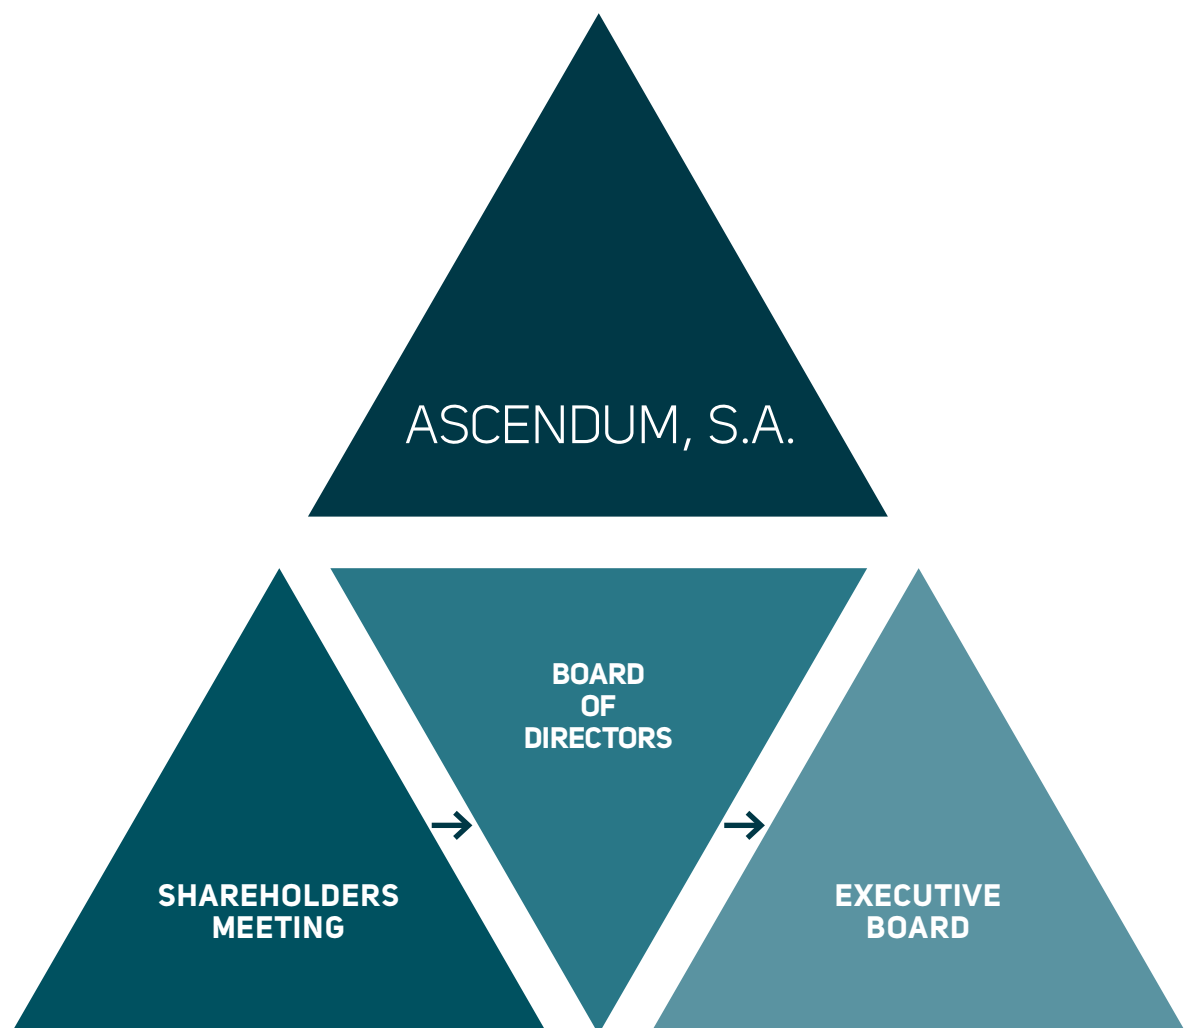 ASCENDUM, S.A.
BOARD
OF
DIRECTORS
SHAREHOLDERS
MEETING
EXECUTIVE
BOARD